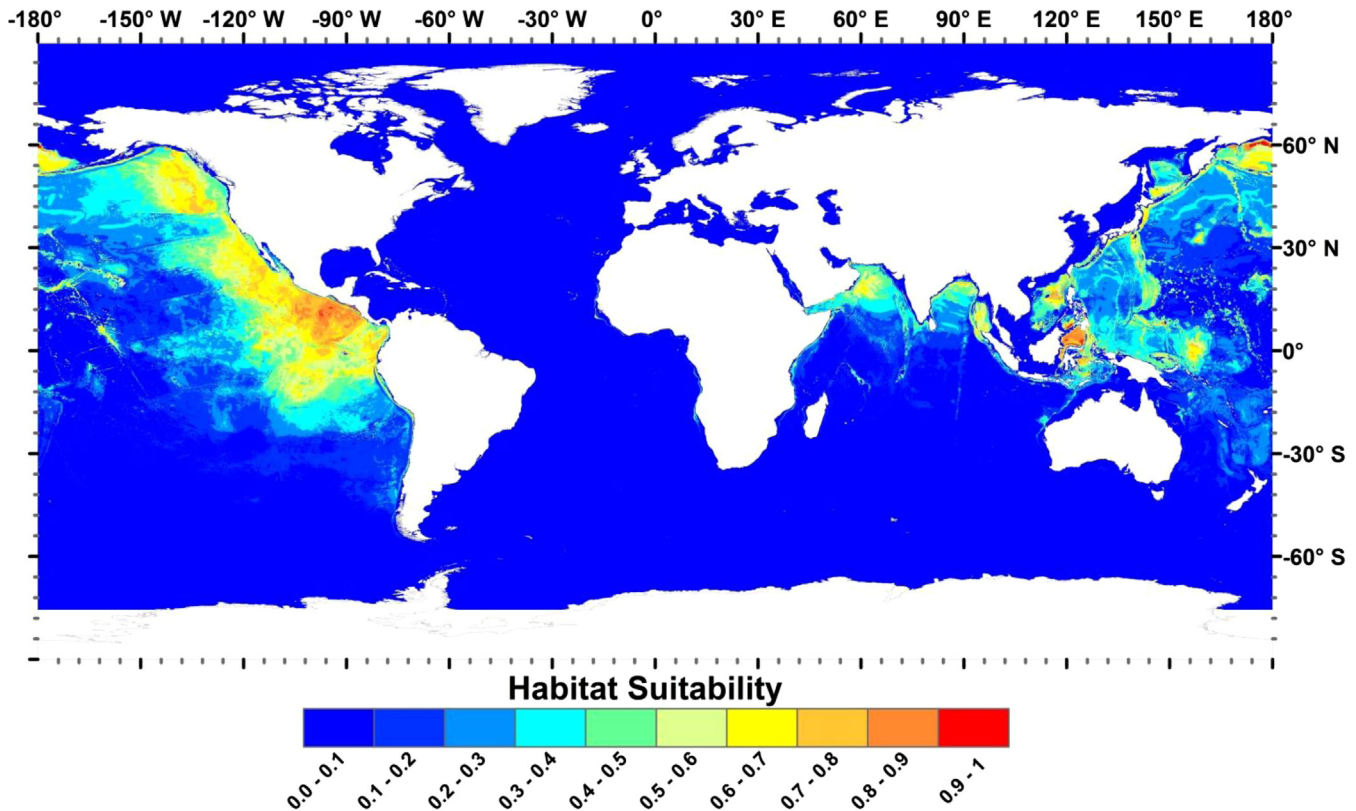 -180° -150° W -120° W -90° W -60° W -30° W 0° 30° E 60° E 90° E 120° E 150° E 180°
60° N
30° N
0°
-30° S
-60° S
Habitat Suitability
0.0 - 0.1 0.1 - 0.2 0.2 - 0.3 0.3 - 0.4 0.4 - 0.5 0.5 - 0.6 0.6 - 0.7 0.7 - 0.8 0.8 - 0.9 0.9 - 1